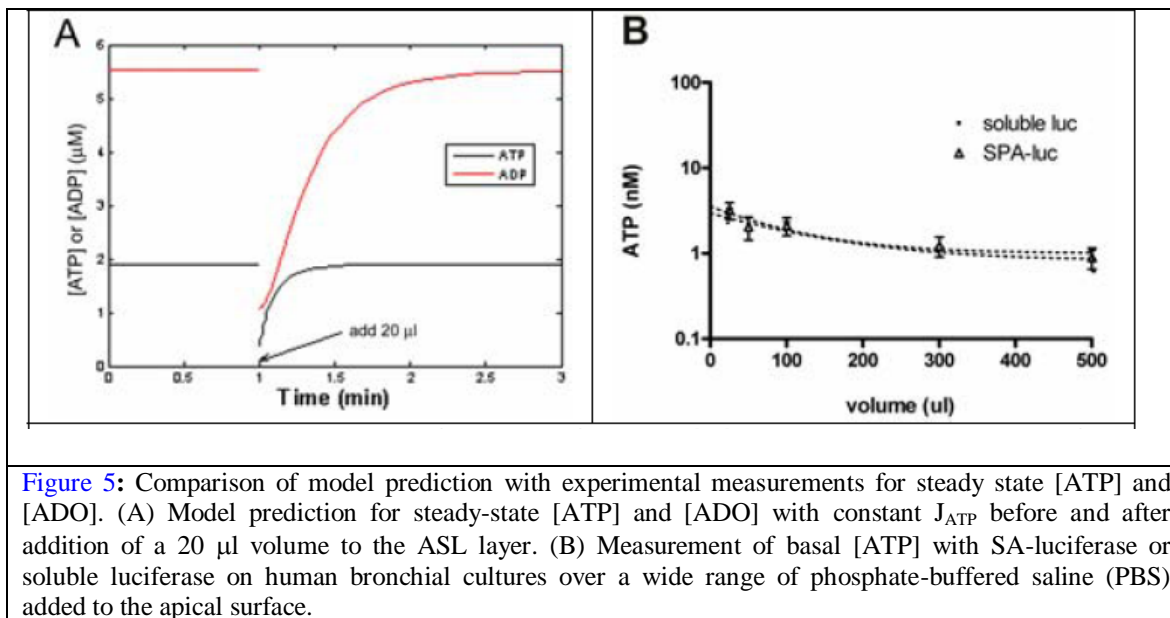 A
6
5
4
3
2
1
0
[ATP] or [ADP] (μM)
ATP
ADP
add 20 μl
0
0.5
1
1.5
2
2.5
3
Time (min)
B
100
10
1
0.1
ATP (nM)
soluble luc
SPA-luc
0
100
200
300
400
500
volume (ul)
Figure 5: Comparison of model prediction with experimental measurements for steady state [ATP] and
[ADO]. (A) Model prediction for steady-state [ATP] and [ADO] with constant JATP before and after
addition of a 20 μl volume to the ASL layer. (B) Measurement of basal [ATP] with SA-luciferase or
soluble luciferase on human bronchial cultures over a wide range of phosphate-buffered saline (PBS)
added to the apical surface.